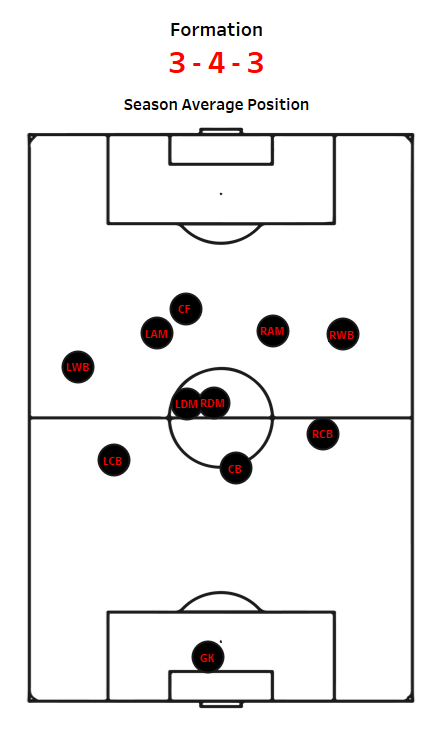 Formation
3 - 4 - 3
Season Average Position
CF
LAM
RAM
RWB
LWB
LDM
RDM
RCB
LCB
CB
GK